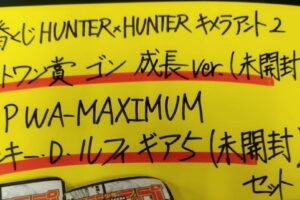 番くじ HUNTER×HUNTER キメラアント2
トワン賞 ゴン 成長ver.(未開封
PWA-MAXIMUM
ンキー・D・ルフィ ギア5 (未開封)
セット